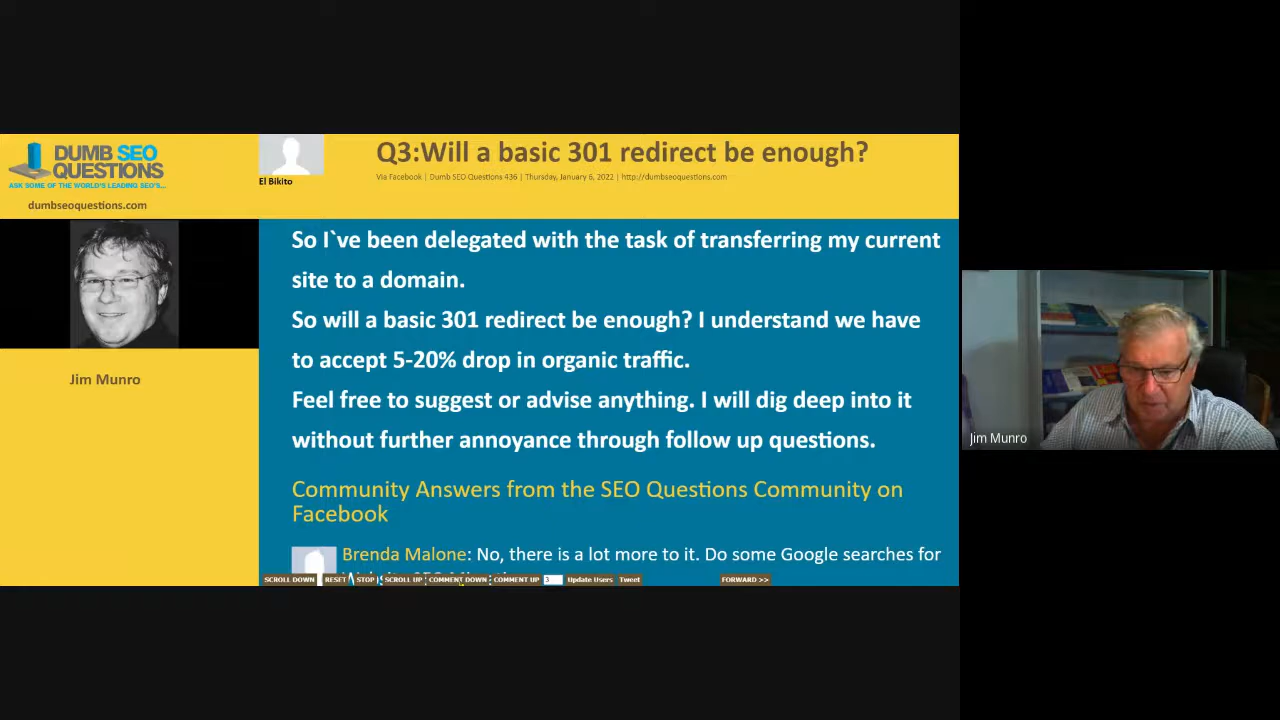 DUMB SEO
QUESTIONS
ASK SOME OF THE WORLD'S LEADING SEO'S...
dumbseoquestions.com
El Bikito
Q3:Will a basic 301 redirect be enough?
Via Facebook | Dumb SEO Questions 436 | Thursday, January 6, 2022 | http://dumbseoquestions.com
Jim Munro
So I`ve been delegated with the task of transferring my current
site to a domain.
So will a basic 301 redirect be enough? I understand we have
to accept 5-20% drop in organic traffic.
Feel free to suggest or advise anything. I will dig deep into it
without further annoyance through follow up questions.
Community Answers from the SEO Questions Community on
Facebook
Brenda Malone: No, there is a lot more to it. Do some Google searches for
SCROLL DOWN RESET STOP SCROLL UP COMMENT DOWN COMMENT UP 3 Update Users Tweet FORWARD >>
Jim Munro